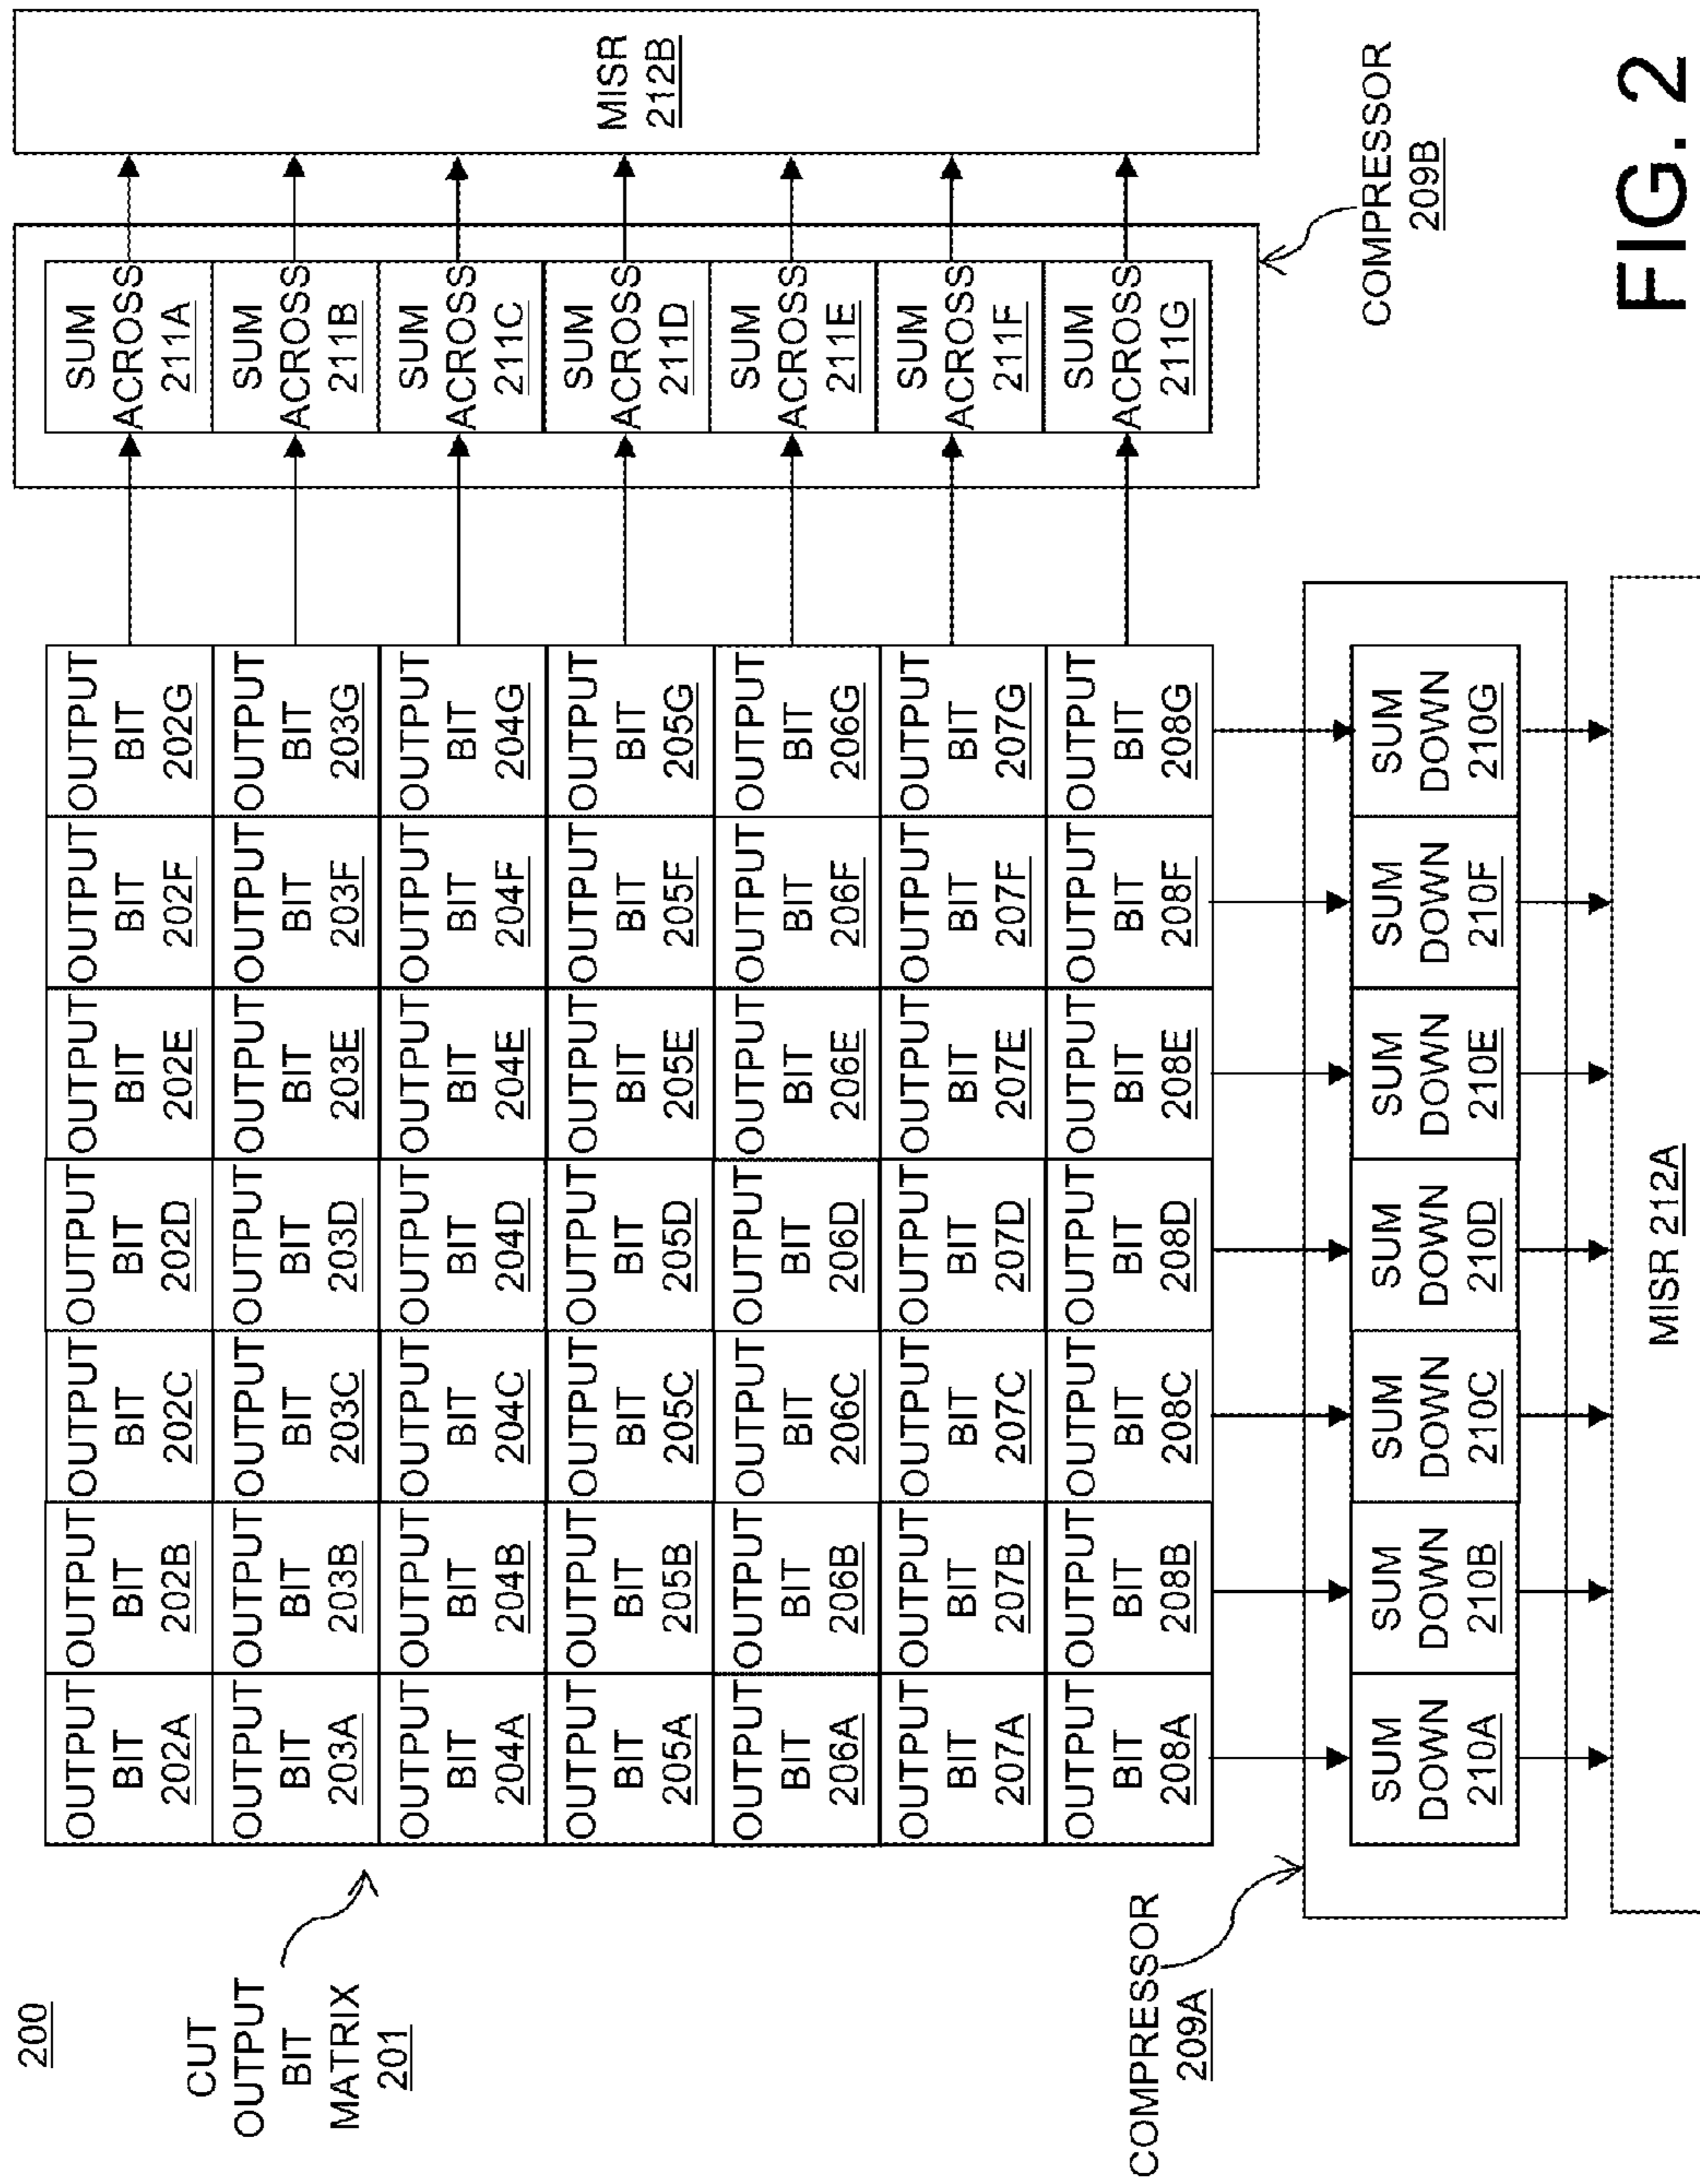 200
CUT
OUTPUT
BIT
MATRIX
201
OUTPUT
BIT
202A
OUTPUT
BIT
202B
OUTPUT
BIT
202C
OUTPUT
BIT
202D
OUTPUT
BIT
202E
OUTPUT
BIT
202F
OUTPUT
BIT
202G
SUM
ACROSS
211A
OUTPUT
BIT
203A
OUTPUT
BIT
203B
OUTPUT
BIT
203C
OUTPUT
BIT
203D
OUTPUT
BIT
203E
OUTPUT
BIT
203F
OUTPUT
BIT
203G
SUM
ACROSS
211B
OUTPUT
BIT
204A
OUTPUT
BIT
204B
OUTPUT
BIT
204C
OUTPUT
BIT
204D
OUTPUT
BIT
204E
OUTPUT
BIT
204F
OUTPUT
BIT
204G
SUM
ACROSS
211C
OUTPUT
BIT
205A
OUTPUT
BIT
205B
OUTPUT
BIT
205C
OUTPUT
BIT
205D
OUTPUT
BIT
205E
OUTPUT
BIT
205F
OUTPUT
BIT
205G
SUM
ACROSS
211D
MISR
212B
OUTPUT
BIT
206A
OUTPUT
BIT
206B
OUTPUT
BIT
206C
OUTPUT
BIT
206D
OUTPUT
BIT
206E
OUTPUT
BIT
206F
OUTPUT
BIT
206G
SUM
ACROSS
211E
OUTPUT
BIT
207A
OUTPUT
BIT
207B
OUTPUT
BIT
207C
OUTPUT
BIT
207D
OUTPUT
BIT
207E
OUTPUT
BIT
207F
OUTPUT
BIT
207G
SUM
ACROSS
211F
OUTPUT
BIT
208A
OUTPUT
BIT
208B
OUTPUT
BIT
208C
OUTPUT
BIT
208D
OUTPUT
BIT
208E
OUTPUT
BIT
208F
OUTPUT
BIT
208G
SUM
ACROSS
211G
COMPRESSOR
209A
SUM
DOWN
210A
SUM
DOWN
210B
SUM
DOWN
210C
SUM
DOWN
210D
SUM
DOWN
210E
SUM
DOWN
210F
SUM
DOWN
210G
COMPRESSOR
209B
MISR 212A
FIG. 2